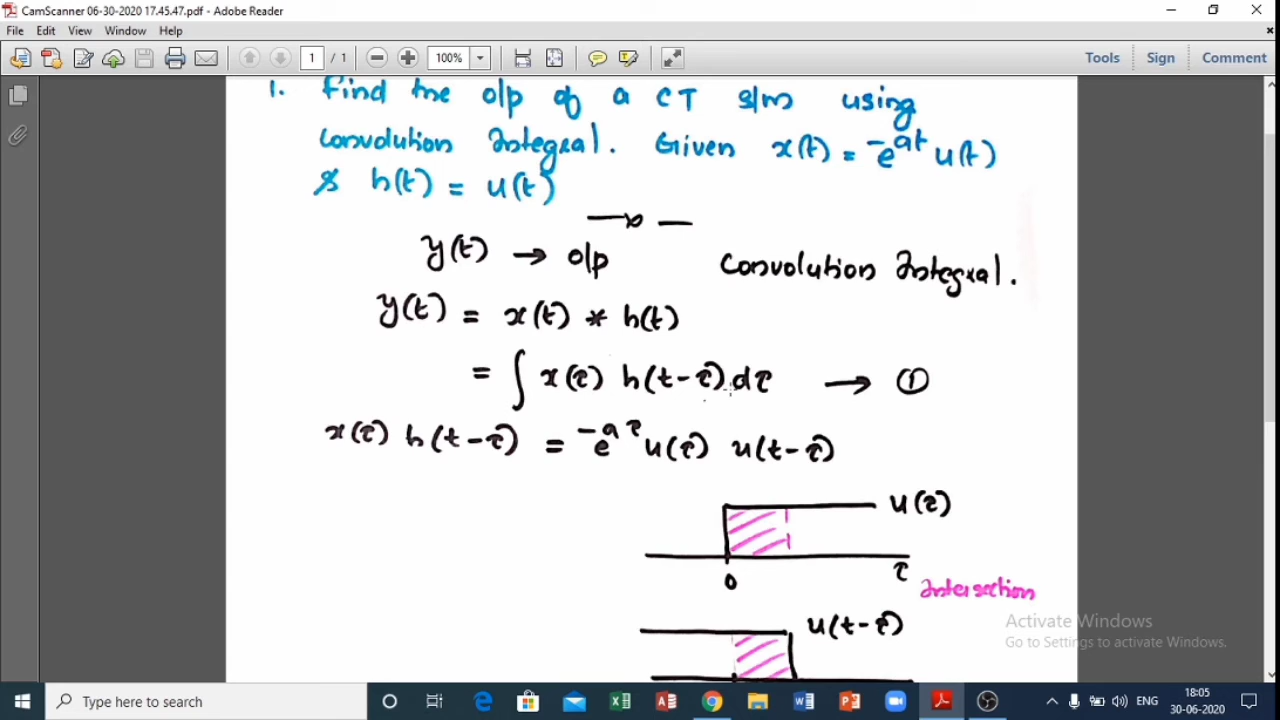 CamScanner 06-30-2020 17.45.47.pdf - Adobe Reader
File Edit View Window Help
1 / 1 100% Tools Sign Comment
1. Find the o/p of a CT s/m using
Convolution Integral. Given x(t) = -e^at u(t)
& h(t) = u(t)
y(t) → o/p Convolution Integral.
y(t) = x(t) * h(t)
= ∫ x(τ) h(t-τ) dτ → ①
x(τ) h(t-τ) = -e^aτ u(τ) u(t-τ)
u(τ)
0 τ
Intersection
u(t-τ)
Activate Windows
Go to Settings to activate Windows.
Type here to search
ENG 18:05
30-06-2020